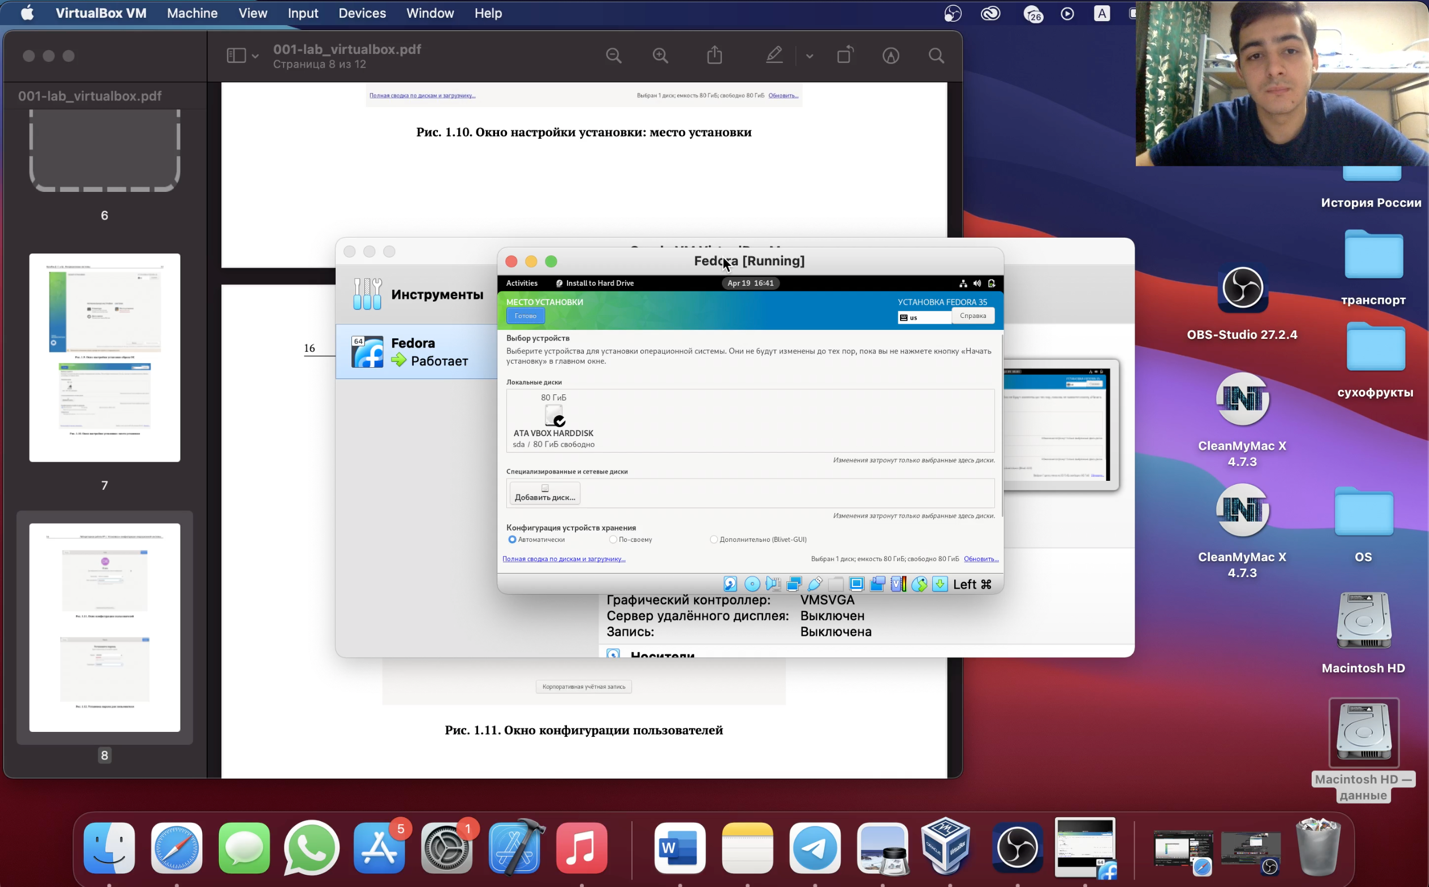 VirtualBox VM Machine View Input Devices Window Help
26
A
001-lab_virtualbox.pdf
Страница 8 из 12
001-lab_virtualbox.pdf
6
7
8
Полная сводка по дискам и загрузчику...
Выбран 1 диск; емкость 80 ГиБ; свободно 80 ГиБ Обновить...
Рис. 1.10. Окно настройки установки: место установки
16
Инструменты
64
Fedora
Работает
Fedora [Running]
Activities Install to Hard Drive Apr 19 16:41
МЕСТО УСТАНОВКИ
УСТАНОВКА FEDORA 35
Готово
us
Справка
Выбор устройств
Выберите устройства для установки операционной системы. Они не будут изменены до тех пор, пока вы не нажмете кнопку «Начать
установку» в главном окне.
Локальные диски
80 ГиБ
ATA VBOX HARDDISK
sda / 80 ГиБ свободно
Изменения затронут только выбранные здесь диски.
Специализированные и сетевые диски
Добавить диск...
Изменения затронут только выбранные здесь диски.
Конфигурация устройств хранения
Автоматически По-своему Дополнительно (Blivet-GUI)
Полная сводка по дискам и загрузчику...
Выбран 1 диск; емкость 80 ГиБ; свободно 80 ГиБ Обновить...
Left ⌘
Графический контроллер: VMSVGA
Сервер удалённого дисплея: Выключен
Запись: Выключена
Носители
Корпоративная учётная запись
Рис. 1.11. Окно конфигурации пользователей
История России
транспорт
OBS-Studio 27.2.4
сухофрукты
CleanMyMac X
4.7.3
CleanMyMac X
4.7.3
OS
Macintosh HD
Macintosh HD —
данные
5
1